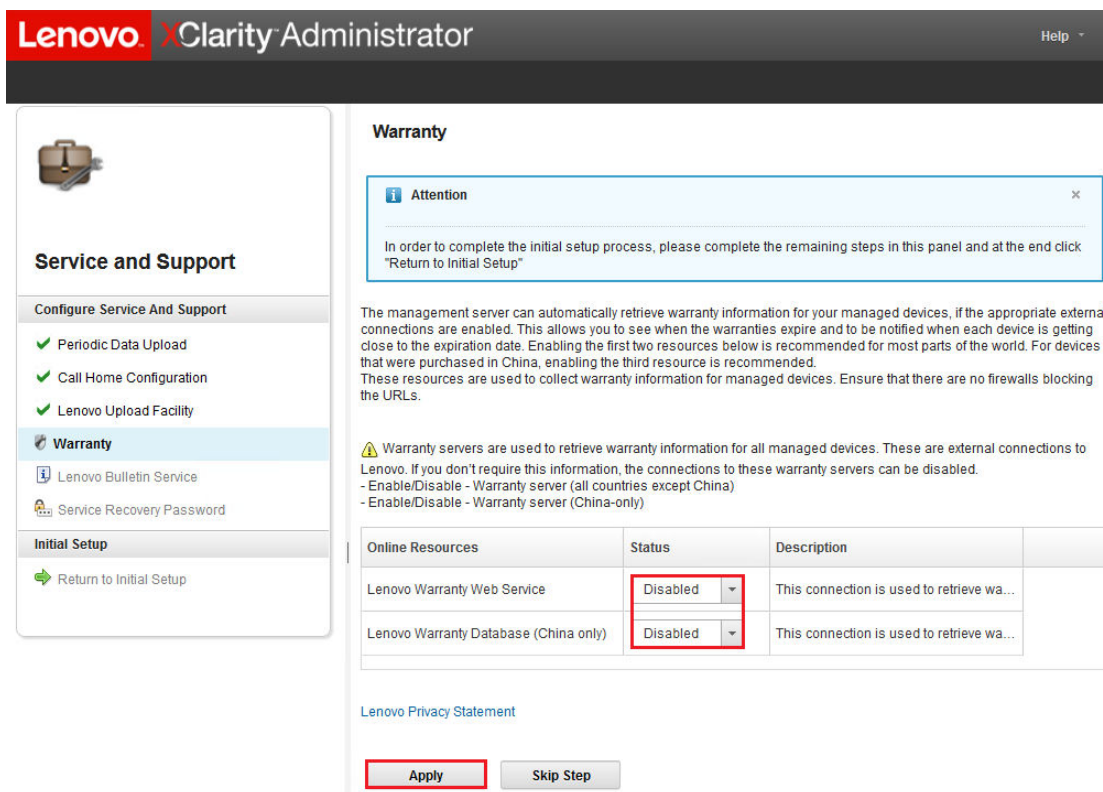 Lenovo. XClarity Administrator
Help
Service and Support
Configure Service And Support
Periodic Data Upload
Call Home Configuration
Lenovo Upload Facility
Warranty
Lenovo Bulletin Service
Service Recovery Password
Initial Setup
Return to Initial Setup
Warranty
Attention
In order to complete the initial setup process, please complete the remaining steps in this panel and at the end click
"Return to Initial Setup"
The management server can automatically retrieve warranty information for your managed devices, if the appropriate externa
connections are enabled. This allows you to see when the warranties expire and to be notified when each device is getting
close to the expiration date. Enabling the first two resources below is recommended for most parts of the world. For devices
that were purchased in China, enabling the third resource is recommended.
These resources are used to collect warranty information for managed devices. Ensure that there are no firewalls blocking
the URLs.
Warranty servers are used to retrieve warranty information for all managed devices. These are external connections to
Lenovo. If you don't require this information, the connections to these warranty servers can be disabled.
- Enable/Disable - Warranty server (all countries except China)
- Enable/Disable - Warranty server (China-only)
Online Resources Status Description
Lenovo Warranty Web Service Disabled This connection is used to retrieve wa...
Lenovo Warranty Database (China only) Disabled This connection is used to retrieve wa...
Lenovo Privacy Statement
Apply Skip Step